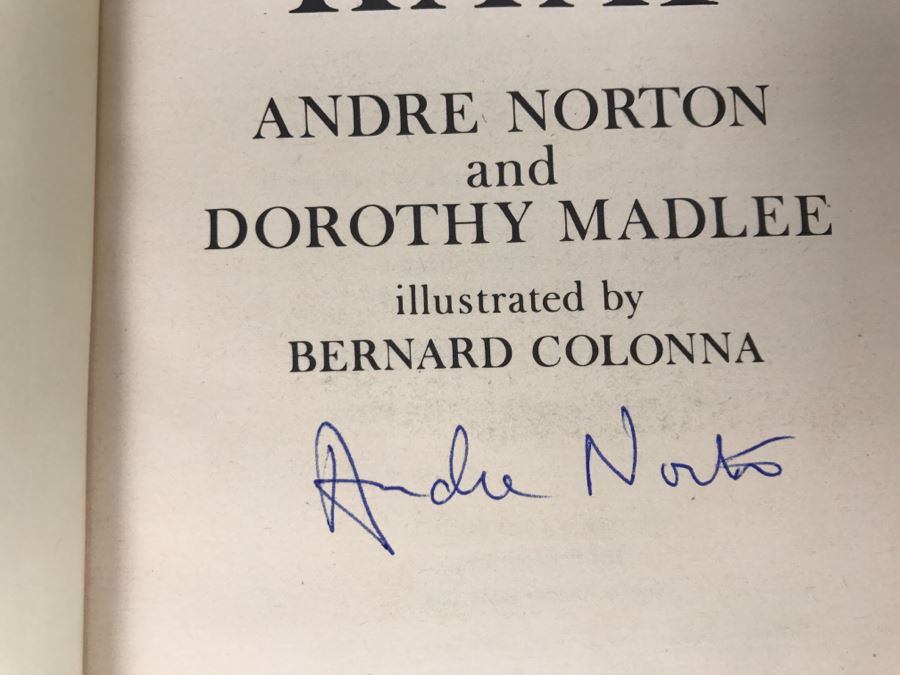 ANDRE NORTON
and
DOROTHY MADLEE
illustrated by
BERNARD COLONNA
Andre Norton